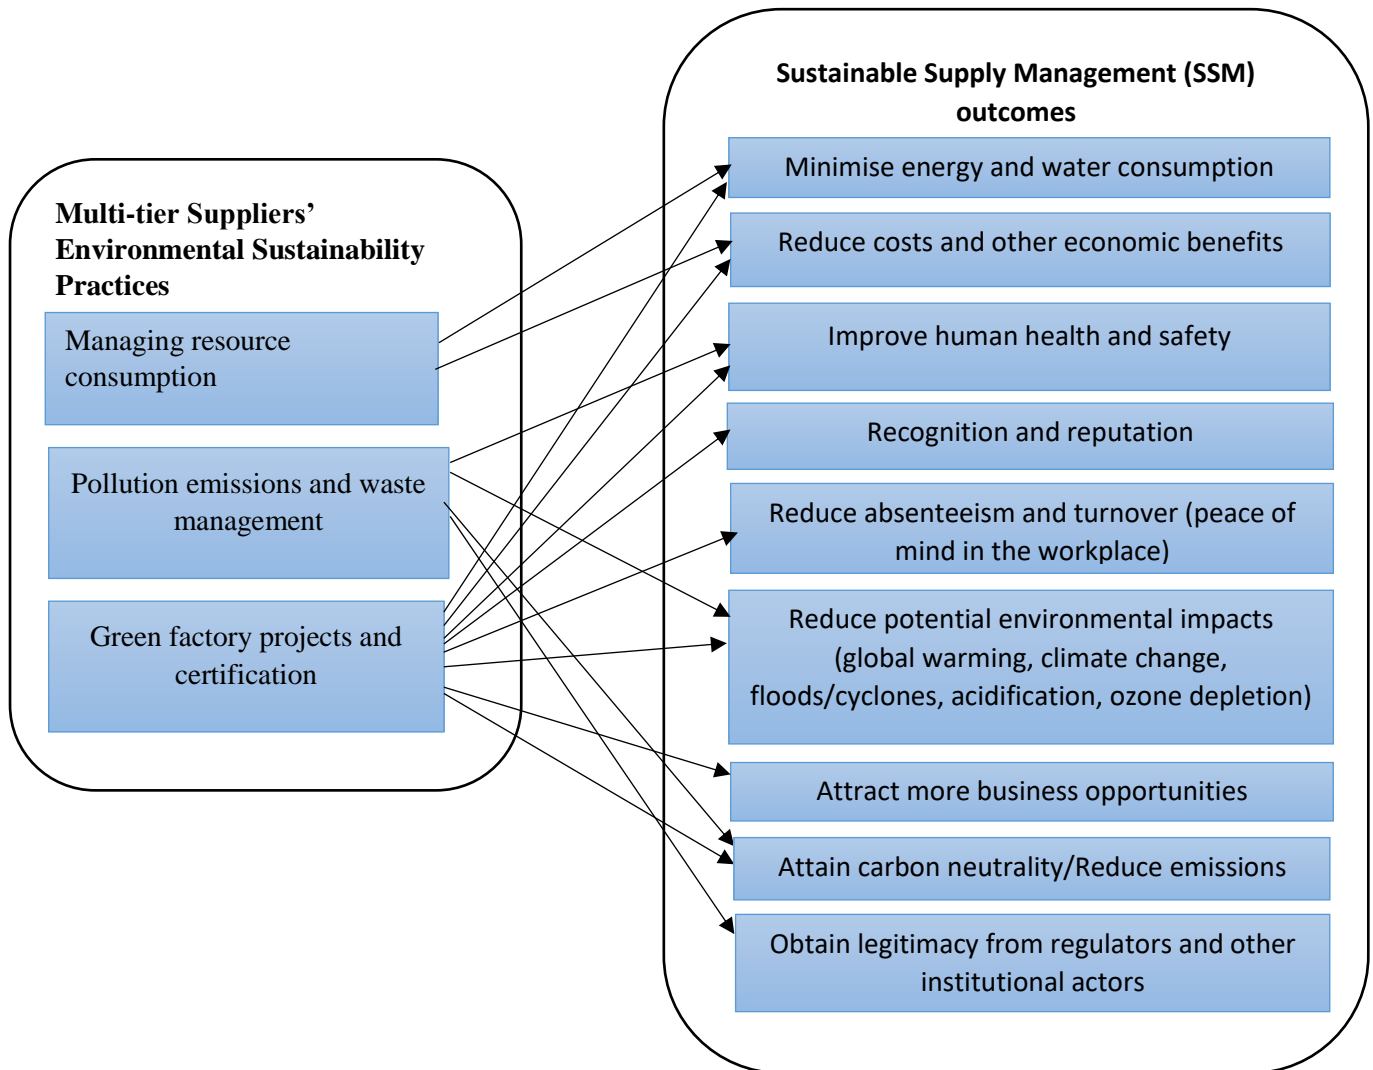 Multi-tier Suppliers’
Environmental Sustainability
Practices
Managing resource
consumption
Pollution emissions and waste
management
Green factory projects and
certification
Sustainable Supply Management (SSM)
outcomes
Minimise energy and water consumption
Reduce costs and other economic benefits
Improve human health and safety
Recognition and reputation
Reduce absenteeism and turnover (peace of
mind in the workplace)
Reduce potential environmental impacts
(global warming, climate change,
floods/cyclones, acidification, ozone depletion)
Attract more business opportunities
Attain carbon neutrality/Reduce emissions
Obtain legitimacy from regulators and other
institutional actors